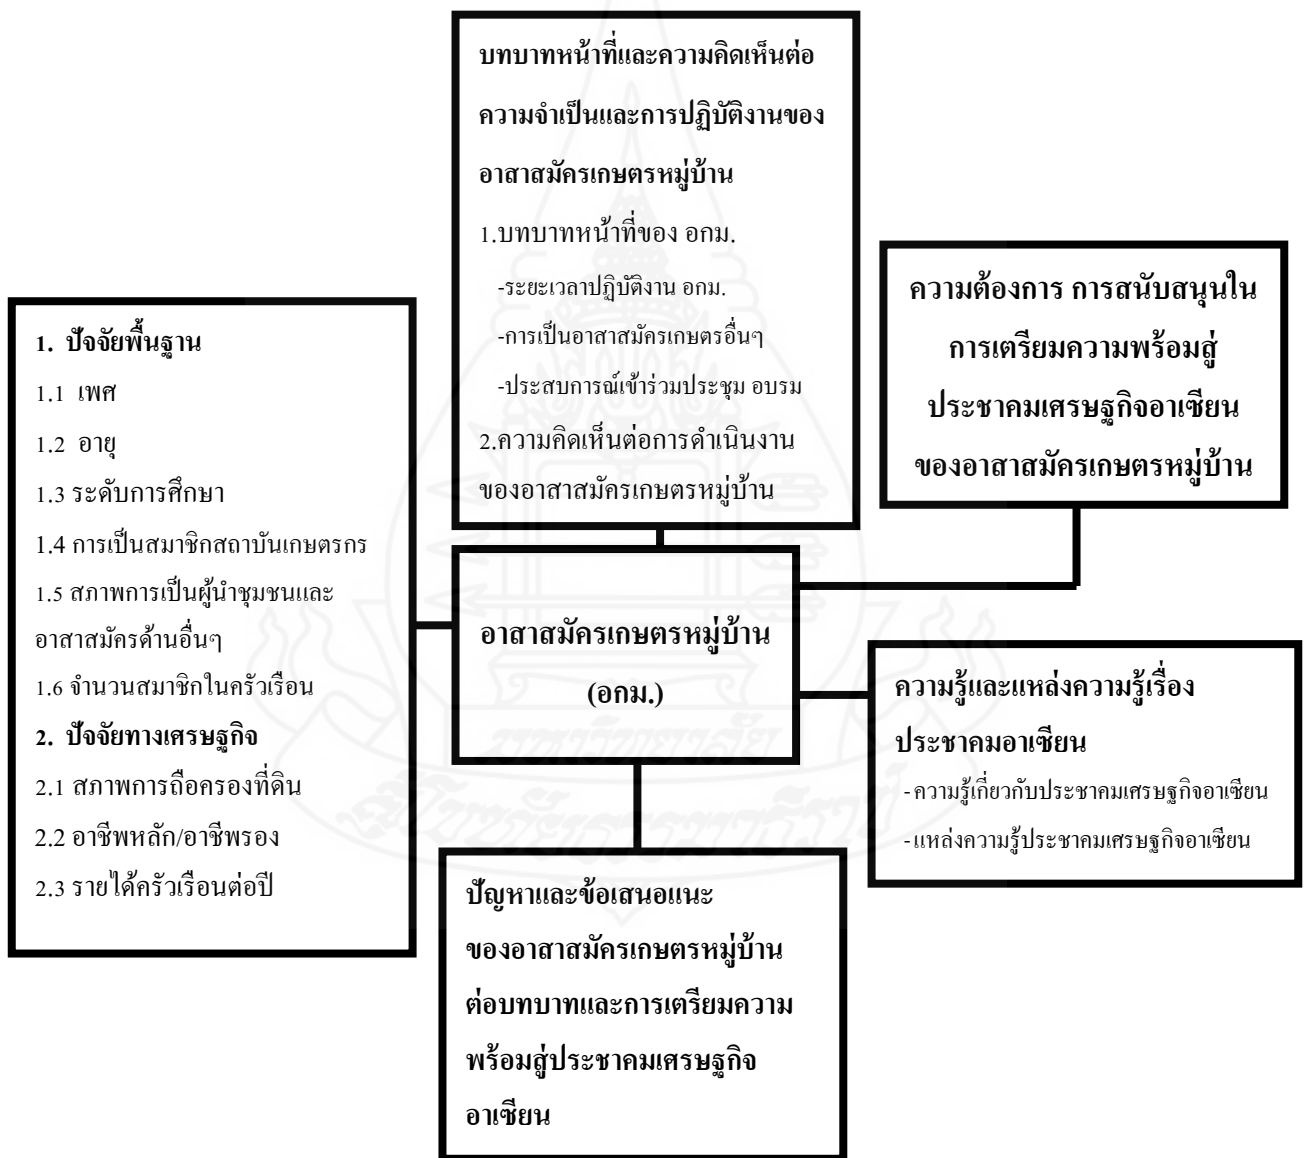 บทบาทหน้าที่และความคิดเห็นต่อ
ความจำเป็นและการปฏิบัติงานของ
อาสาสมัครเกษตรหมู่บ้าน
1.บทบาทหน้าที่ของ อกม.
-ระยะเวลาปฏิบัติงาน อกม.
-การเป็นอาสาสมัครเกษตรอื่นๆ
-ประสบการณ์เข้าร่วมประชุม อบรม
2.ความคิดเห็นต่อการดำเนินงาน
ของอาสาสมัครเกษตรหมู่บ้าน
ความต้องการ การสนับสนุนใน
การเตรียมความพร้อมสู่
ประชาคมเศรษฐกิจอาเซียน
ของอาสาสมัครเกษตรหมู่บ้าน
1. ปัจจัยพื้นฐาน
1.1 เพศ
1.2 อายุ
1.3 ระดับการศึกษา
1.4 การเป็นสมาชิกสถาบันเกษตรกร
1.5 สภาพการเป็นผู้นำชุมชนและ
อาสาสมัครด้านอื่นๆ
1.6 จำนวนสมาชิกในครัวเรือน
2. ปัจจัยทางเศรษฐกิจ
2.1 สภาพการถือครองที่ดิน
2.2 อาชีพหลัก/อาชีพรอง
2.3 รายได้ครัวเรือนต่อปี
อาสาสมัครเกษตรหมู่บ้าน
(อกม.)
ความรู้และแหล่งความรู้เรื่อง
ประชาคมอาเซียน
-ความรู้เกี่ยวกับประชาคมเศรษฐกิจอาเซียน
-แหล่งความรู้ประชาคมเศรษฐกิจอาเซียน
ปัญหาและข้อเสนอแนะ
ของอาสาสมัครเกษตรหมู่บ้าน
ต่อบทบาทและการเตรียมความ
พร้อมสู่ประชาคมเศรษฐกิจ
อาเซียน
มหาวิทยาลัย
สุโขทัยธรรมาธิราช